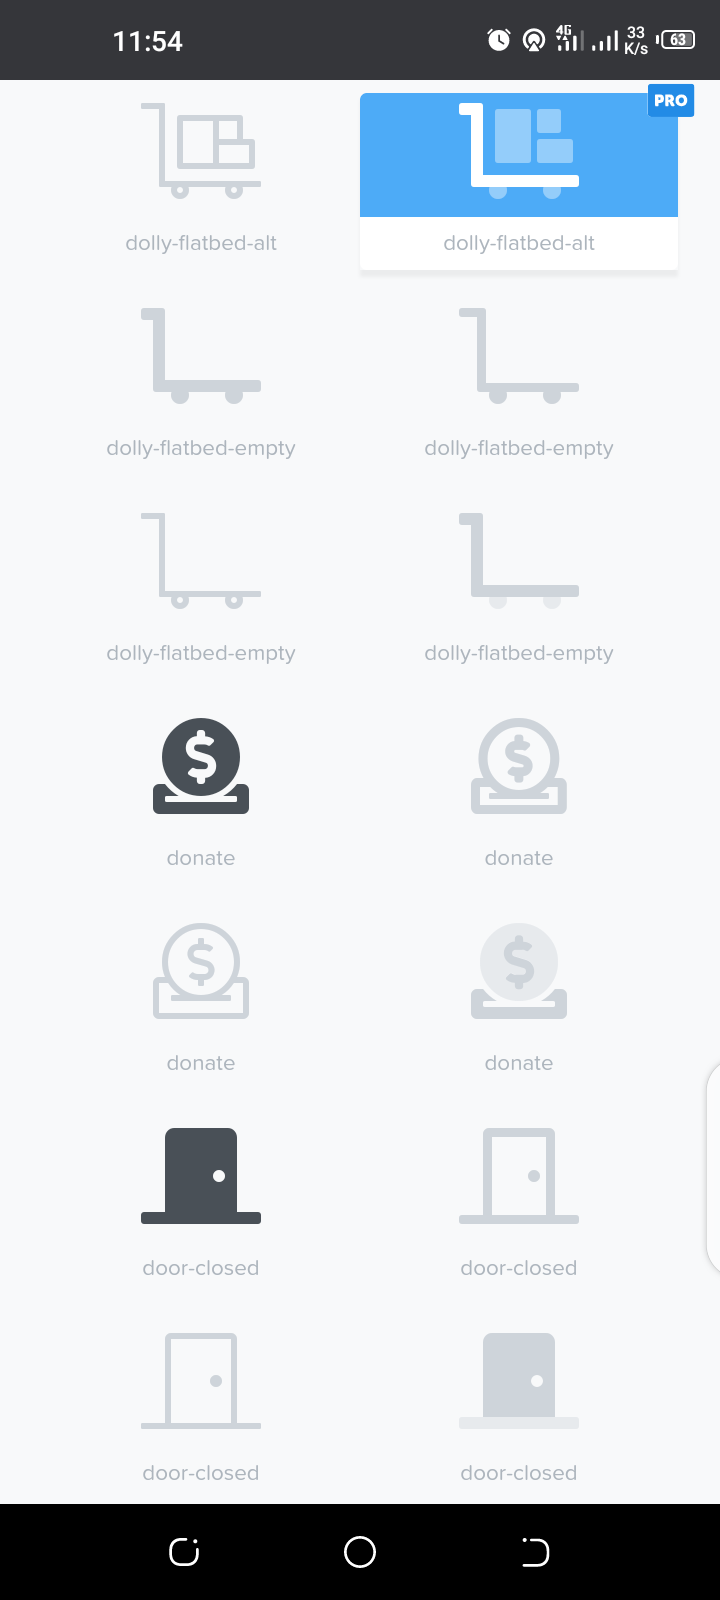 11:54
4G
33
K/s
63
PRO
dolly-flatbed-alt
dolly-flatbed-alt
dolly-flatbed-empty
dolly-flatbed-empty
dolly-flatbed-empty
dolly-flatbed-empty
donate
donate
donate
donate
door-closed
door-closed
door-closed
door-closed